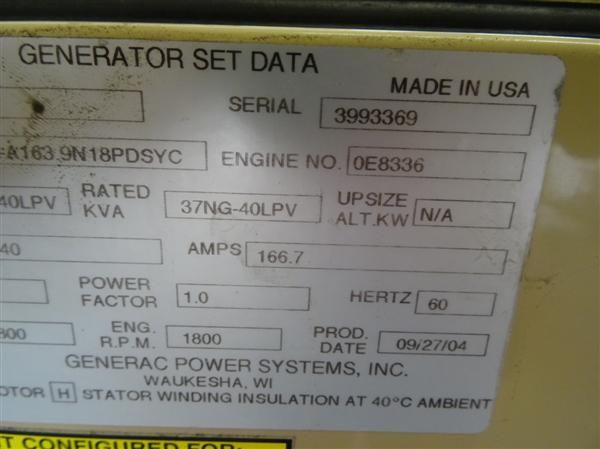 GENERATOR SET DATA
MADE IN USA
SERIAL 3993369
A163.9N18PDSYC ENGINE NO. 0E8336
40LPV RATED KVA 37NG-40LPV UPSIZE ALT.KW N/A
40 AMPS 166.7
POWER FACTOR 1.0 HERTZ 60
800 ENG. R.P.M. 1800 PROD. DATE 09/27/04
GENERAC POWER SYSTEMS, INC.
WAUKESHA, WI
OTOR H STATOR WINDING INSULATION AT 40°C AMBIENT
T CONFIGURED FOR: